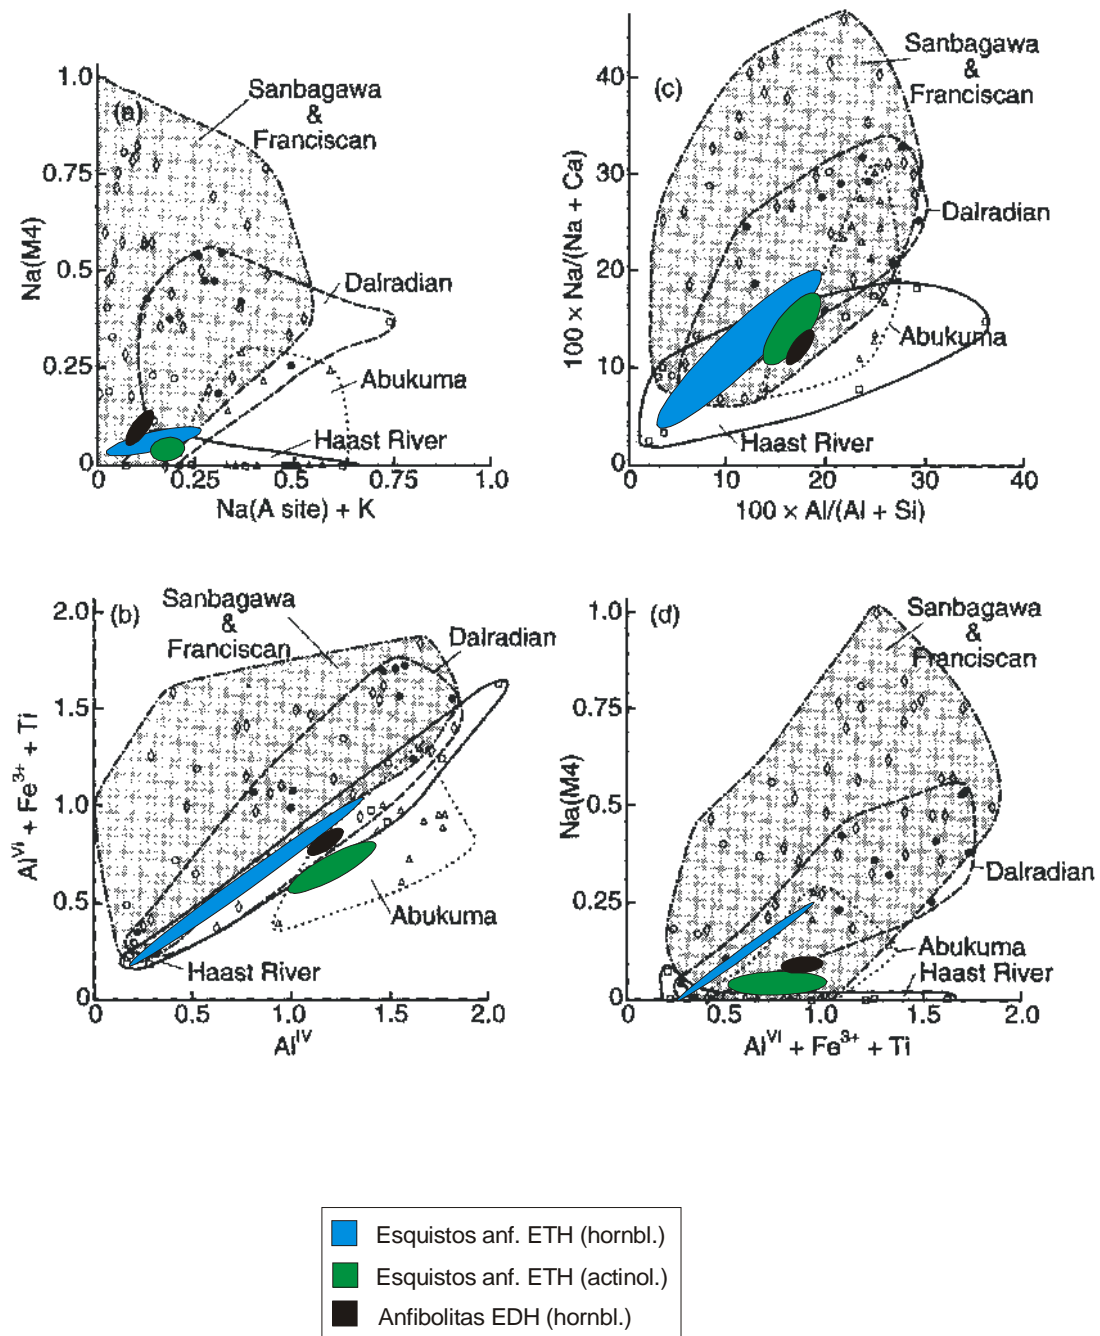 (a)
Sanbagawa
&
Franciscan
1.0
0.75
0.5
0.25
0
Na(M4)
Dalradian
Abukuma
Haast River
0.25
0.5
0.75
1.0
Na(A site) + K
(c)
Sanbagawa
&
Franciscan
40
30
20
10
0
100 × Na/(Na + Ca)
Dalradian
Abukuma
Haast River
10
20
30
40
100 × Al/(Al + Si)
(b)
Sanbagawa
&
Franciscan
Dalradian
2.0
1.5
1.0
0.5
0
Al^VI + Fe^3+ + Ti
Abukuma
Haast River
0
0.5
1.0
1.5
2.0
Al^IV
(d)
Sanbagawa
&
Franciscan
1.0
0.75
0.5
0.25
0
Na(M4)
Dalradian
Abukuma
Haast River
0
0.5
1.0
1.5
2.0
Al^VI + Fe^3+ + Ti
Esquistos anf. ETH (hornbl.)
Esquistos anf. ETH (actinol.)
Anfibolitas EDH (hornbl.)